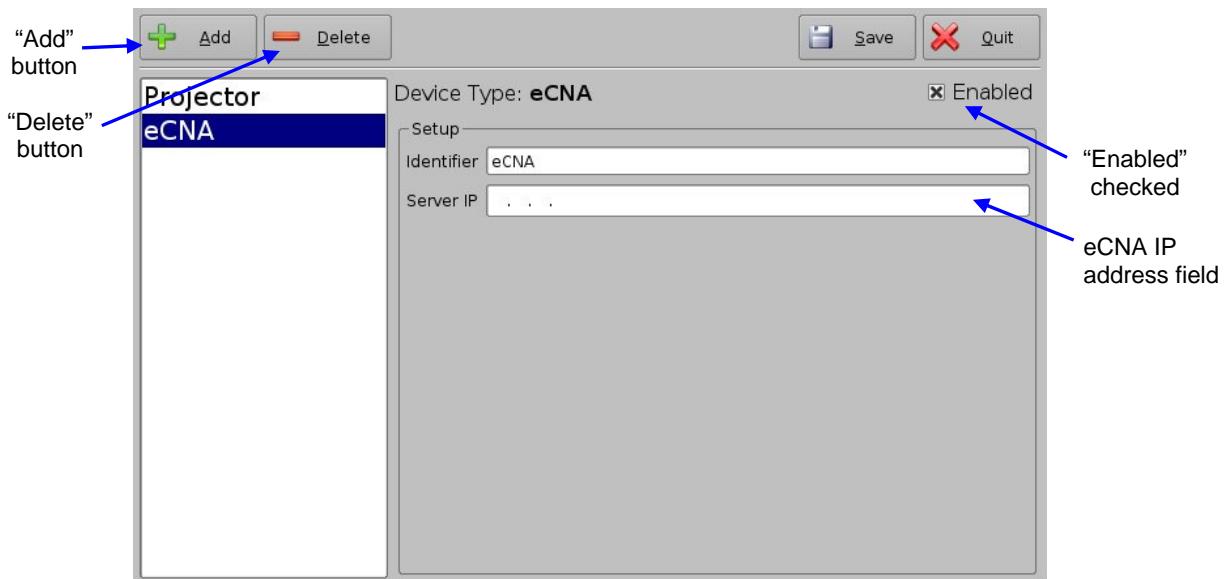 “Add”
button
Add
Delete
Save
Quit
“Delete”
button
Projector
eCNA
Device Type: eCNA
Enabled
Setup
Identifier eCNA
Server IP . . .
“Enabled”
checked
eCNA IP
address field